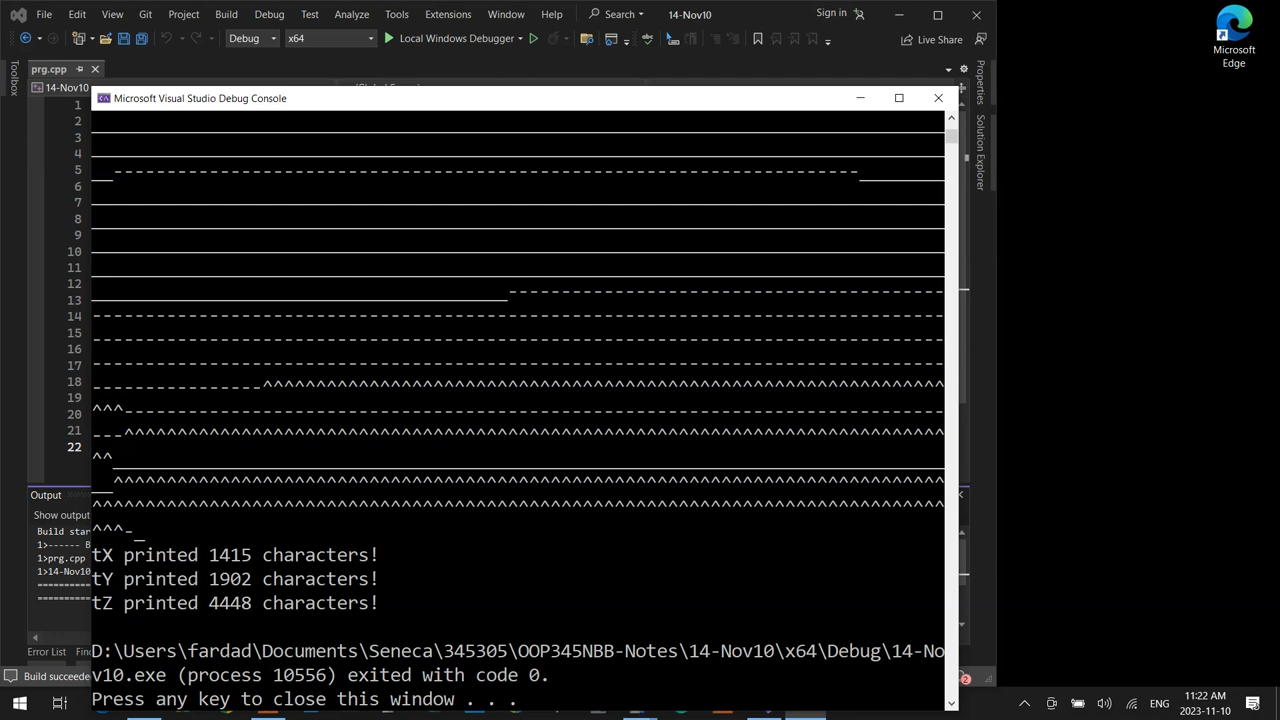 File Edit View Git Project Build Debug Test Analyze Tools Extensions Window Help Search 14-Nov10 Sign in
Debug x64 Local Windows Debugger Live Share
prg.cpp
14-Nov10
Toolbox
Properties
Solution Explorer
Microsoft Edge
Microsoft Visual Studio Debug Console
1
2
3
4
5
6
7
8
9
10
11
12
13
14
15
16
17
18
19
20
21
22
tX printed 1415 characters!
tY printed 1902 characters!
tZ printed 4448 characters!
D:\Users\fardad\Documents\Seneca\345305\OOP345NBB-Notes\14-Nov10\x64\Debug\14-No
v10.exe (process 10556) exited with code 0.
Press any key to close this window . . .
Output
Show output
Build star
1>------ B
1>prg.cpp
1>14-Nov10
Error List
Build succeede
2
ENG
11:22 AM
2023-11-10